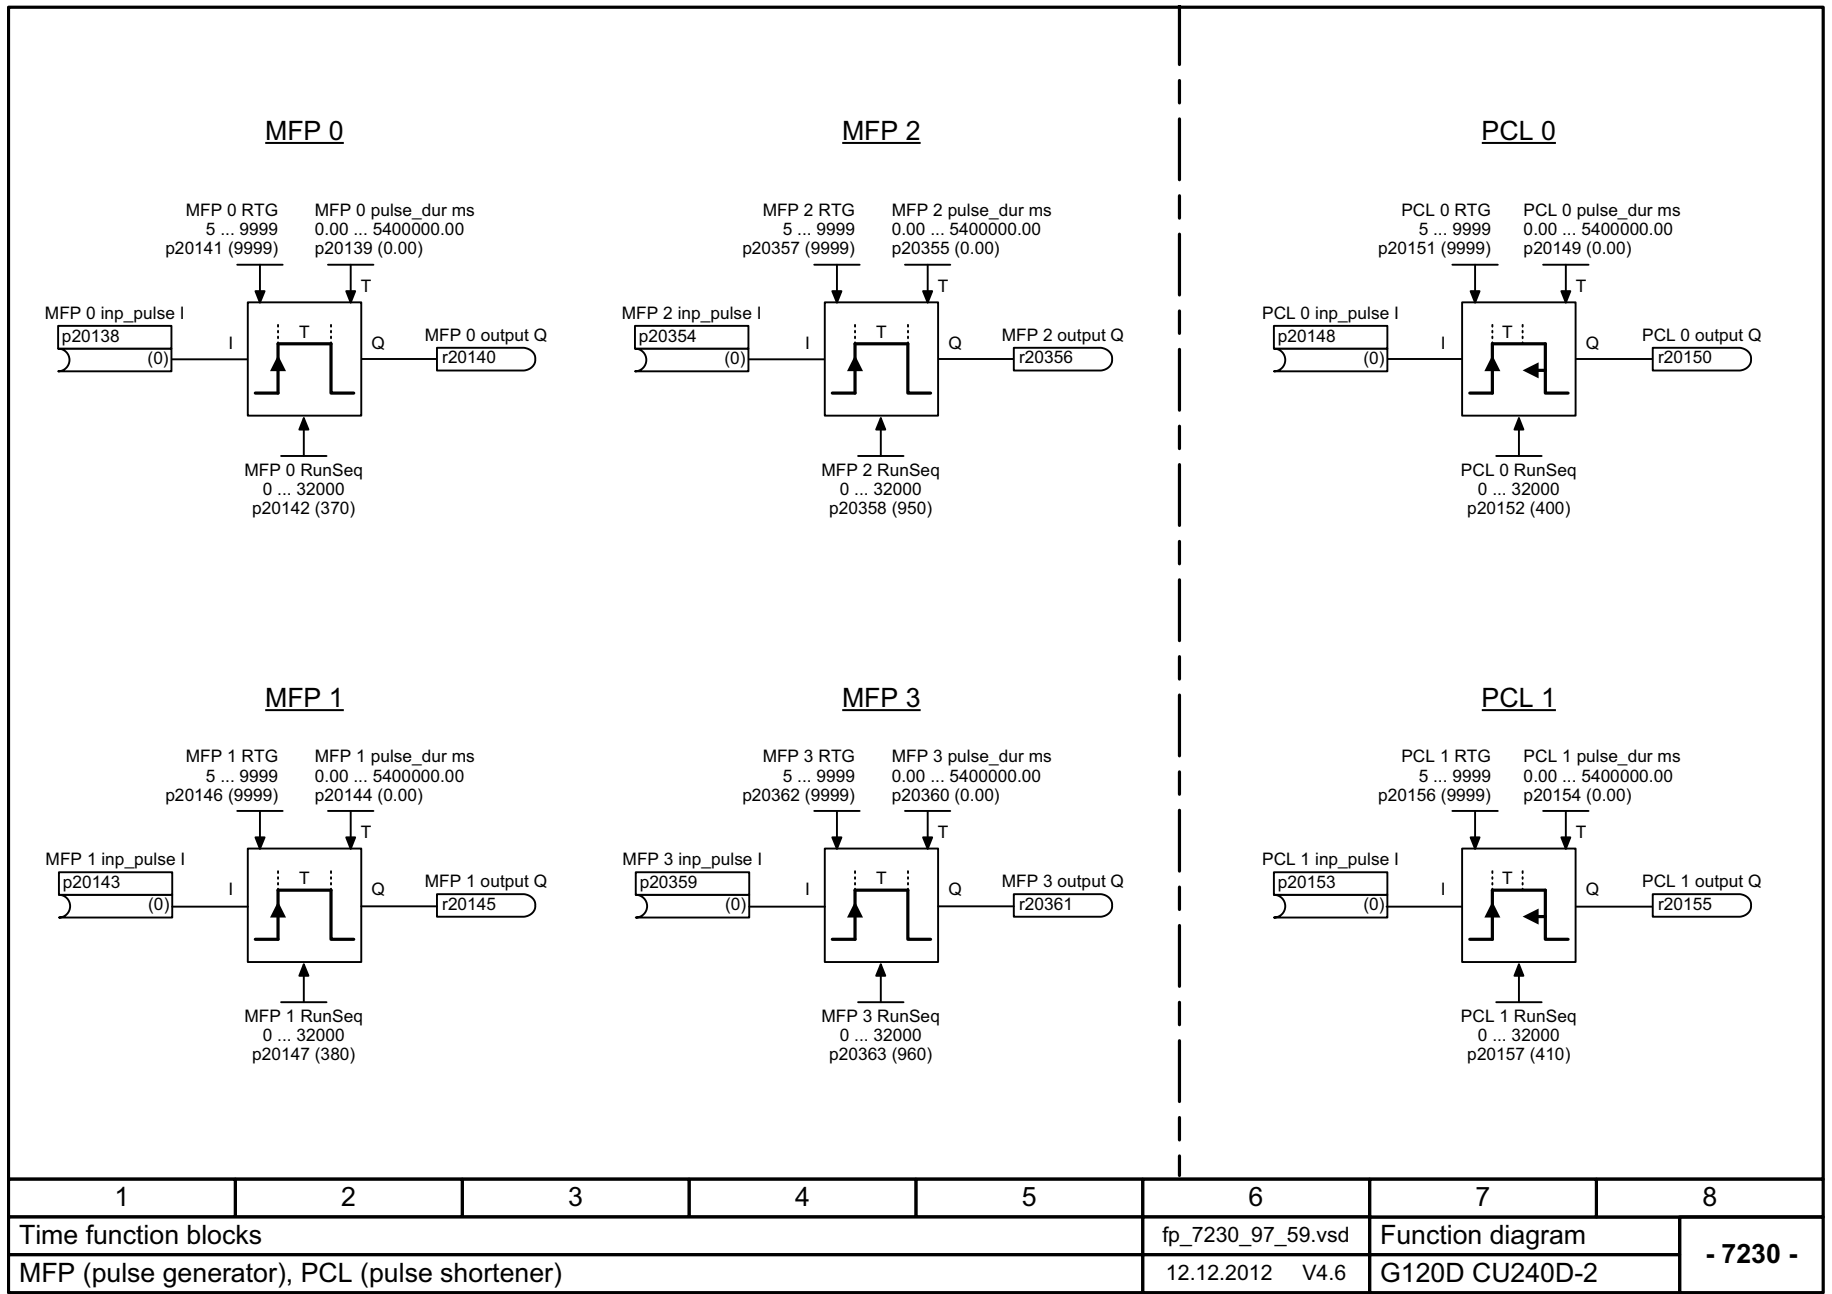 MFP 0
MFP 0 RTG
5 ... 9999
p20141 (9999)
MFP 0 pulse_dur ms
0.00 ... 5400000.00
p20139 (0.00)
T
MFP 0 inp_pulse I
p20138
(0)
I
T
Q
MFP 0 output Q
r20140
MFP 0 RunSeq
0 ... 32000
p20142 (370)
MFP 2
MFP 2 RTG
5 ... 9999
p20357 (9999)
MFP 2 pulse_dur ms
0.00 ... 5400000.00
p20355 (0.00)
T
MFP 2 inp_pulse I
p20354
(0)
I
T
Q
MFP 2 output Q
r20356
MFP 2 RunSeq
0 ... 32000
p20358 (950)
PCL 0
PCL 0 RTG
5 ... 9999
p20151 (9999)
PCL 0 pulse_dur ms
0.00 ... 5400000.00
p20149 (0.00)
T
PCL 0 inp_pulse I
p20148
(0)
I
T
Q
PCL 0 output Q
r20150
PCL 0 RunSeq
0 ... 32000
p20152 (400)
MFP 1
MFP 1 RTG
5 ... 9999
p20146 (9999)
MFP 1 pulse_dur ms
0.00 ... 5400000.00
p20144 (0.00)
T
MFP 1 inp_pulse I
p20143
(0)
I
T
Q
MFP 1 output Q
r20145
MFP 1 RunSeq
0 ... 32000
p20147 (380)
MFP 3
MFP 3 RTG
5 ... 9999
p20362 (9999)
MFP 3 pulse_dur ms
0.00 ... 5400000.00
p20360 (0.00)
T
MFP 3 inp_pulse I
p20359
(0)
I
T
Q
MFP 3 output Q
r20361
MFP 3 RunSeq
0 ... 32000
p20363 (960)
PCL 1
PCL 1 RTG
5 ... 9999
p20156 (9999)
PCL 1 pulse_dur ms
0.00 ... 5400000.00
p20154 (0.00)
T
PCL 1 inp_pulse I
p20153
(0)
I
T
Q
PCL 1 output Q
r20155
PCL 1 RunSeq
0 ... 32000
p20157 (410)
1 2 3 4 5 6 7 8
Time function blocks
fp_7230_97_59.vsd
Function diagram
- 7230 -
MFP (pulse generator), PCL (pulse shortener)
12.12.2012 V4.6
G120D CU240D-2